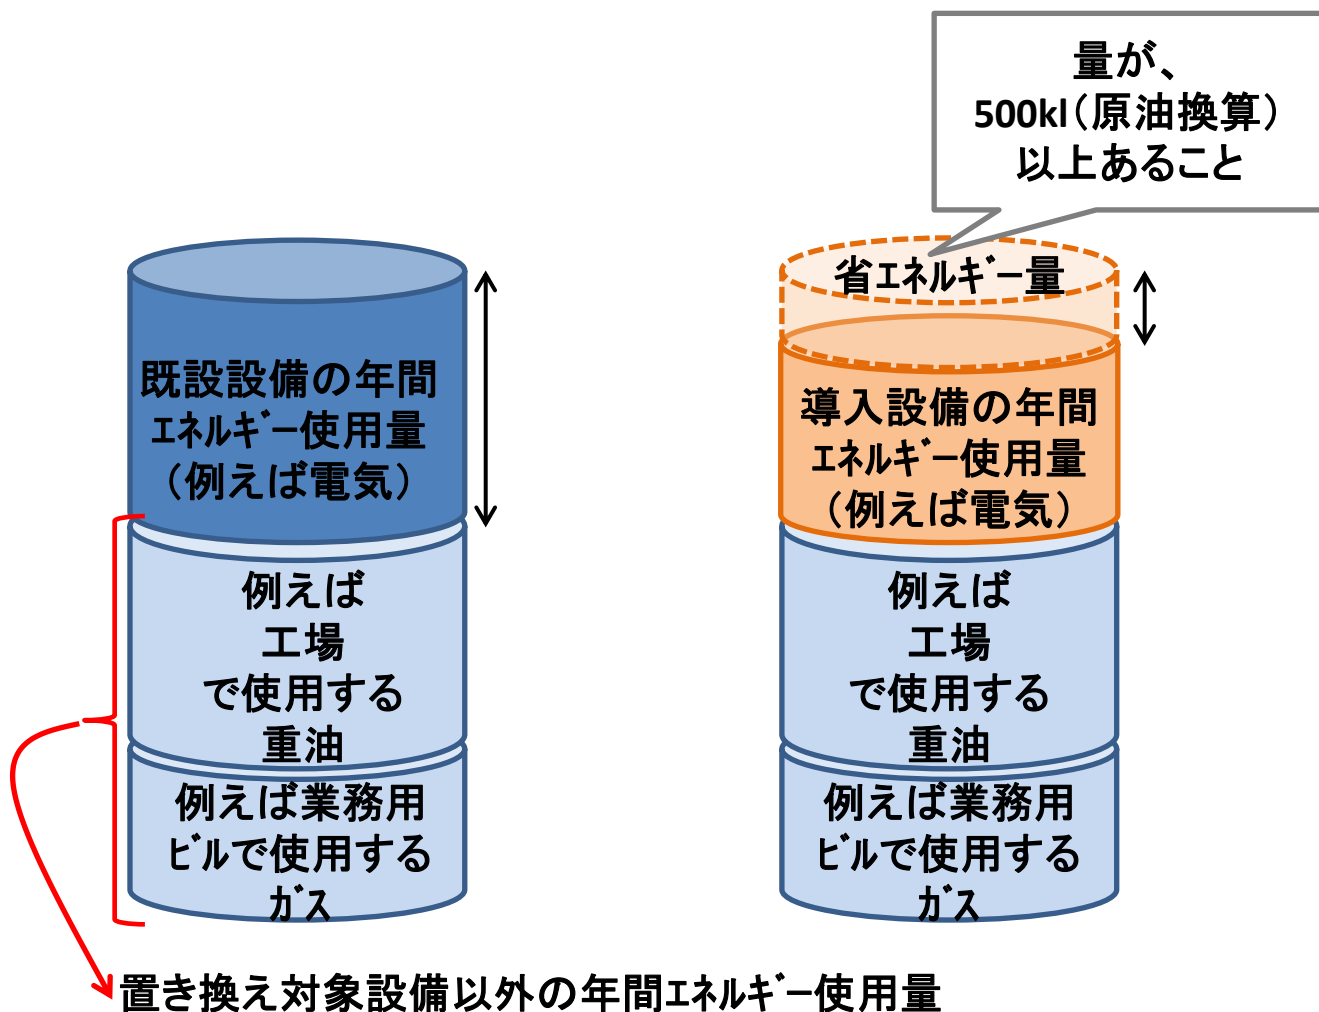 量が、
500kl（原油換算）
以上あること
省ｴﾈﾙｷﾞｰ量
既設設備の年間
ｴﾈﾙｷﾞｰ使用量
（例えば電気）
導入設備の年間
ｴﾈﾙｷﾞｰ使用量
（例えば電気）
例えば
工場
で使用する
重油
例えば業務用
ﾋﾞﾙで使用する
ｶﾞｽ
例えば
工場
で使用する
重油
例えば業務用
ﾋﾞﾙで使用する
ｶﾞｽ
置き換え対象設備以外の年間ｴﾈﾙｷﾞｰ使用量